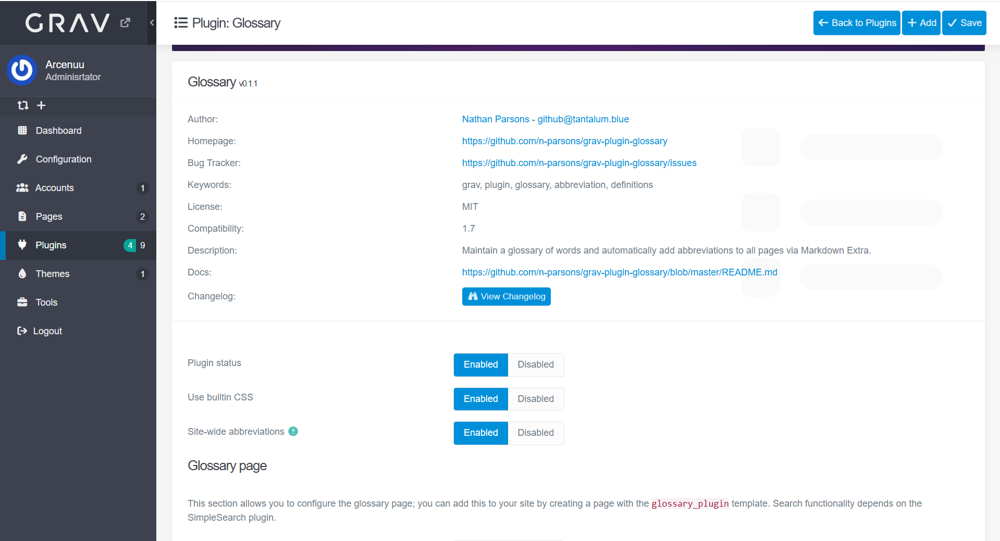 GRAV
Plugin: Glossary
Back to Plugins
Add
Save
Arcenuu
Adminisrtator
Dashboard
Configuration
Accounts 1
Pages 2
Plugins 4 9
Themes 1
Tools
Logout
Glossary v0.1.1
Author: Nathan Parsons - github@tantalum.blue
Homepage: https://github.com/n-parsons/grav-plugin-glossary
Bug Tracker: https://github.com/n-parsons/grav-plugin-glossary/issues
Keywords: grav, plugin, glossary, abbreviation, definitions
License: MIT
Compatibility: 1.7
Description: Maintain a glossary of words and automatically add abbreviations to all pages via Markdown Extra.
Docs: https://github.com/n-parsons/grav-plugin-glossary/blob/master/README.md
Changelog: View Changelog
Plugin status Enabled Disabled
Use builtin CSS Enabled Disabled
Site-wide abbreviations ? Enabled Disabled
Glossary page
This section allows you to configure the glossary page; you can add this to your site by creating a page with the glossary_plugin template. Search functionality depends on the
SimpleSearch plugin.